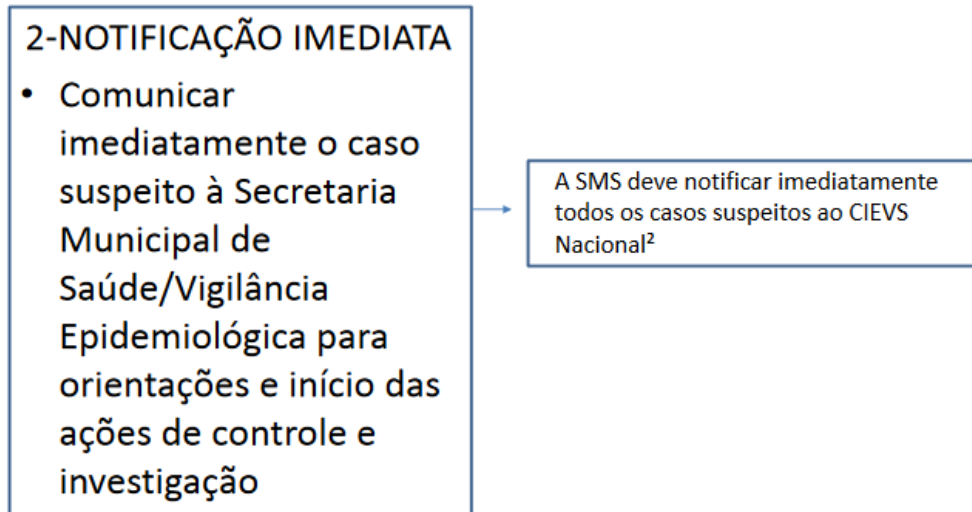 2-NOTIFICAÇÃO IMEDIATA
• Comunicar
imediatamente o caso
suspeito à Secretaria
Municipal de
Saúde/Vigilância
Epidemiológica para
orientações e início das
ações de controle e
investigação
A SMS deve notificar imediatamente
todos os casos suspeitos ao CIEVS
Nacional²